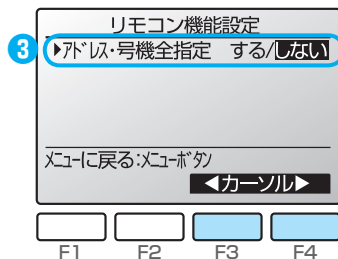 リモコン機能設定
3 ▶アドレス・号機全指定 する/しない
メニューに戻る:メニューボタン
◀カーソル▶
F1 F2 F3 F4